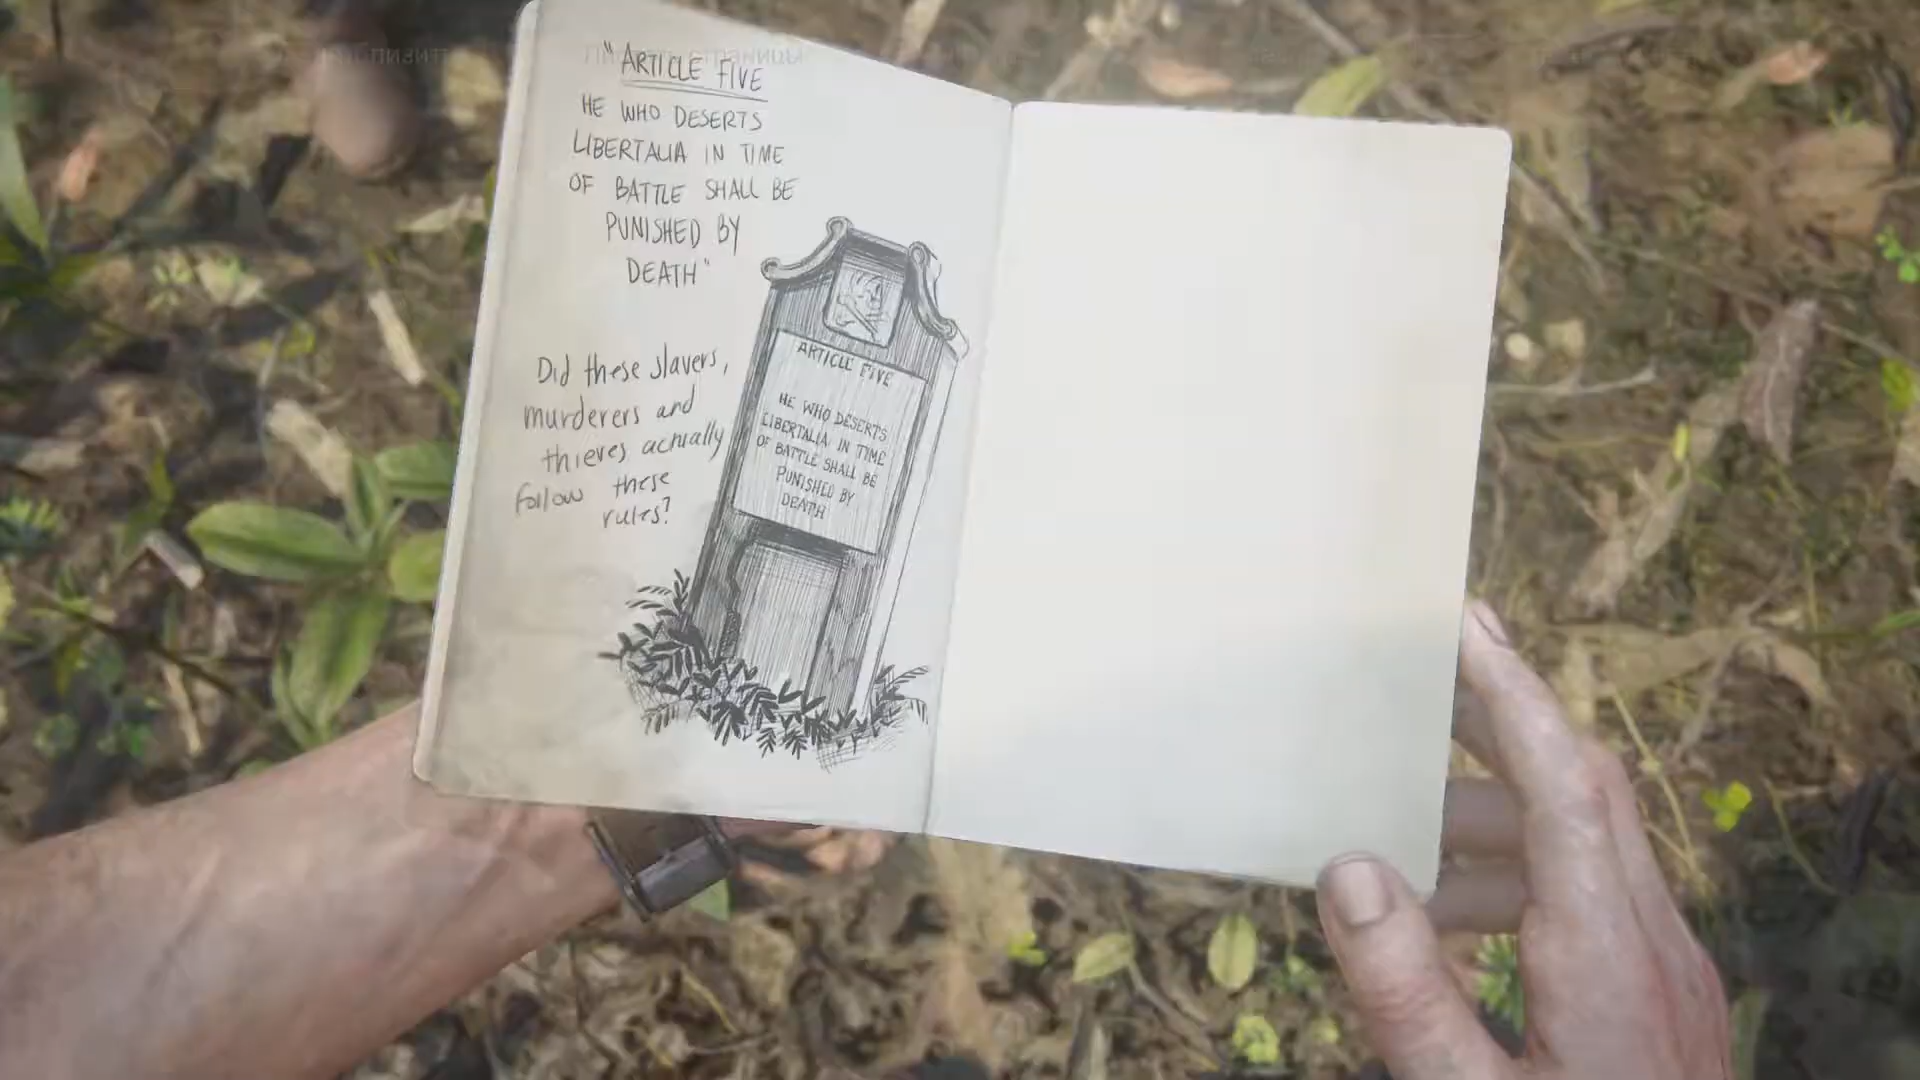 "ARTICLE FIVE
HE WHO DESERTS
LIBERTALIA IN TIME
OF BATTLE SHALL BE
PUNISHED BY
DEATH"
Did these slavers,
murderers and
thieves actually
follow these
rules?
ARTICLE FIVE
HE WHO DESERTS
LIBERTALIA IN TIME
OF BATTLE SHALL BE
PUNISHED BY
DEATH